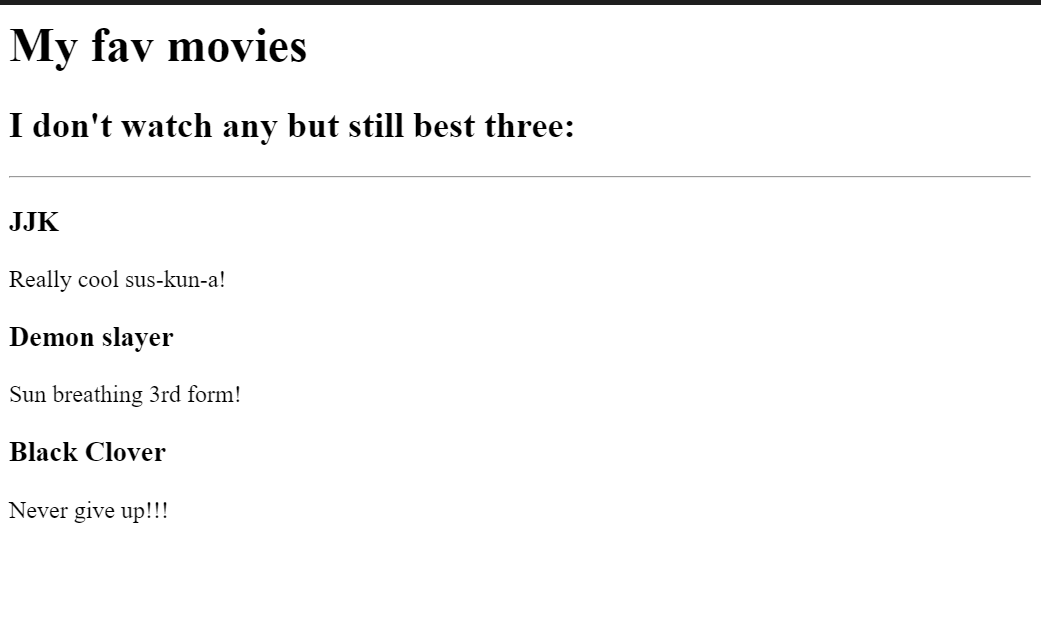 My fav movies
I don't watch any but still best three:
JJK
Really cool sus-kun-a!
Demon slayer
Sun breathing 3rd form!
Black Clover
Never give up!!!